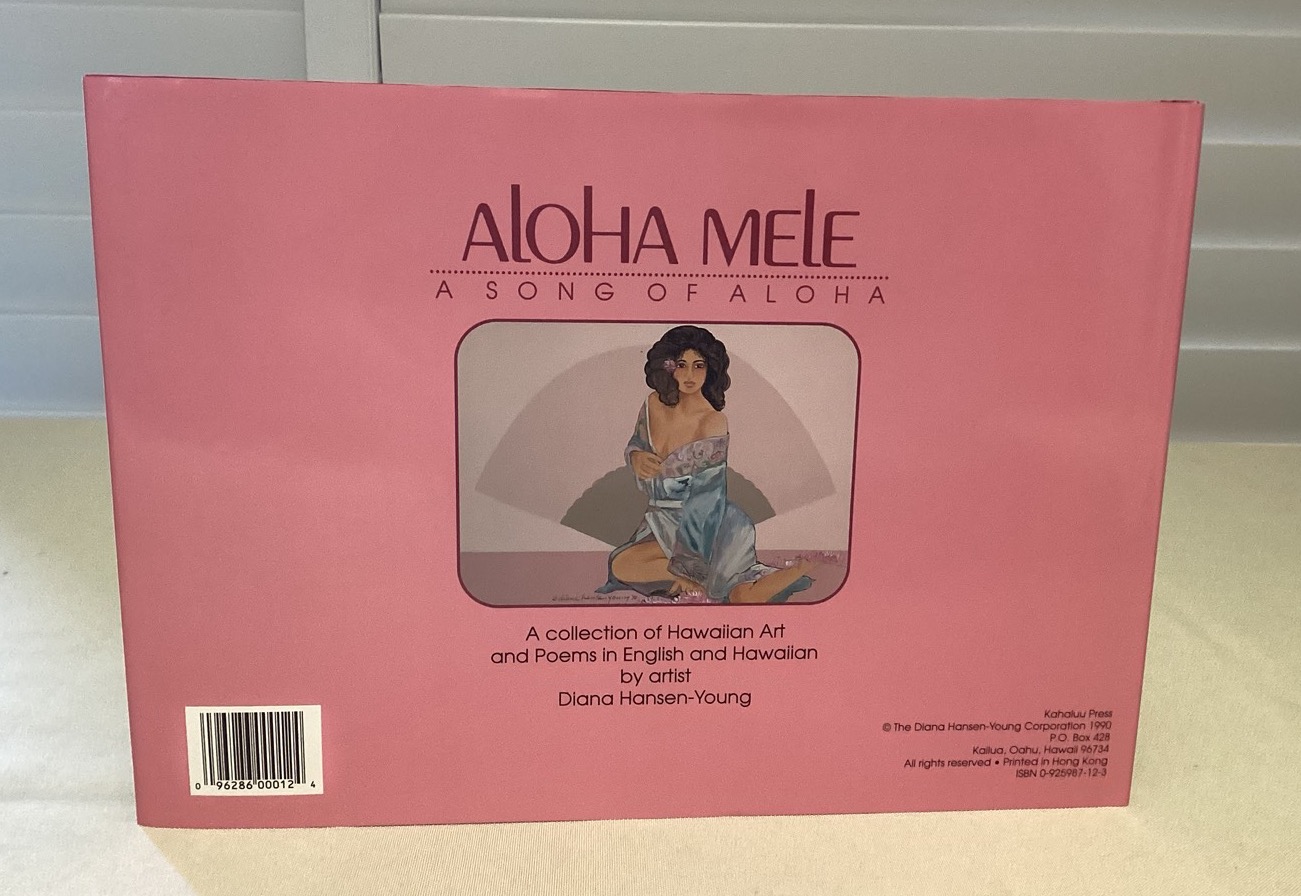 ALOHA MELE
A SONG OF ALOHA
A collection of Hawaiian Art
and Poems in English and Hawaiian
by artist
Diana Hansen-Young
Kahaluu Press
© The Diana Hansen-Young Corporation 1990
P.O. Box 428
Kailua, Oahu, Hawaii 96734
All rights reserved • Printed in Hong Kong
ISBN 0-925987-12-3
0 96286 00012 4